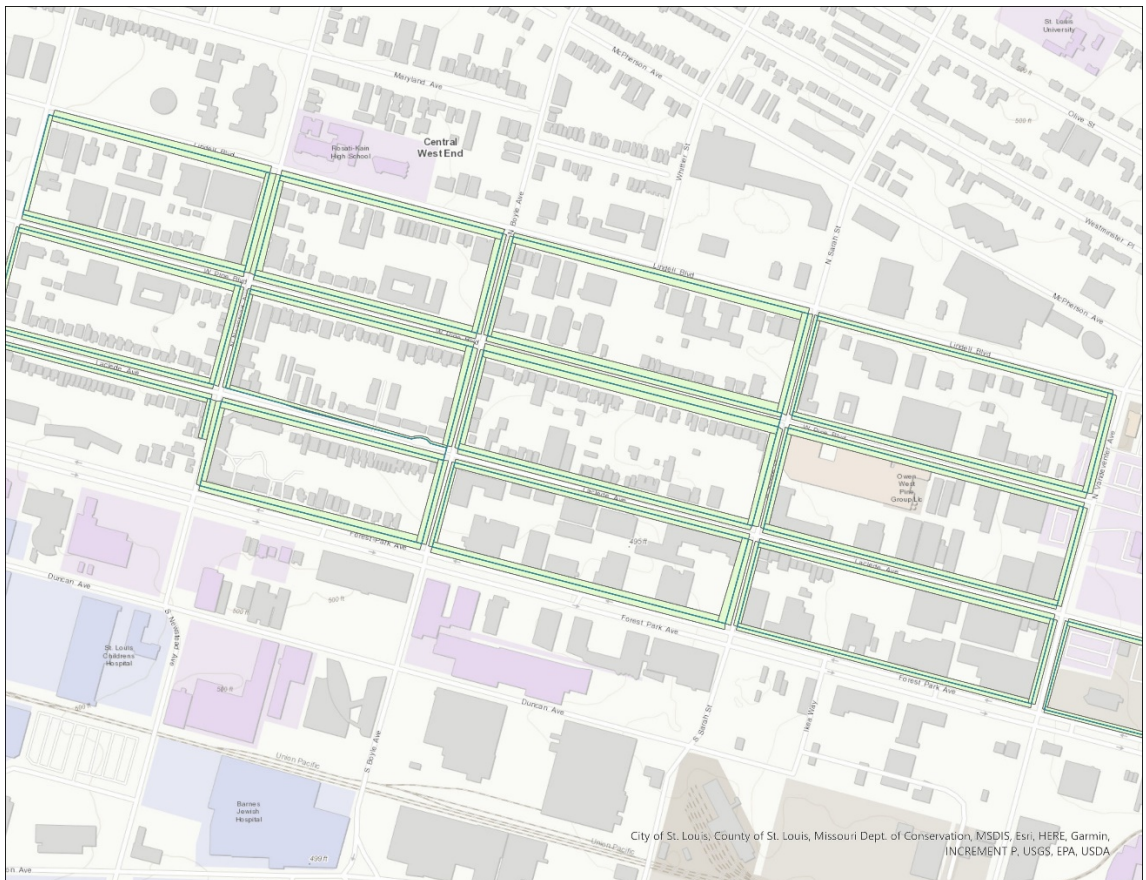 St. Louis
University
McPherson Ave
Maryland Ave
Olive St
500 ft
Central
West End
Rosati-Kain
High School
Lindell Blvd
Whittier St
N Boyle Ave
Westminster Pl
N Sarah St
Lindell Blvd
McPherson Ave
W Pine Blvd
W Pine Blvd
Lindell Blvd
Laclede Ave
W Pine Blvd
N Vandeventer Ave
Owen
West
Pine
Group Llc
Laclede Ave
495 ft
Forest Park Ave
Laclede Ave
Duncan Ave
500 ft
Forest Park Ave
S Newstead Ave
St. Louis
Childrens
Hospital
500 ft
500 ft
Forest Park Ave
Duncan Ave
S Sarah St
Ikea Way
S Boyle Ave
Union Pacific
Barnes
Jewish
Hospital
499 ft
Union Pacific
City of St. Louis, County of St. Louis, Missouri Dept. of Conservation, MSDIS, Esri, HERE, Garmin,
INCREMENT P, USGS, EPA, USDA